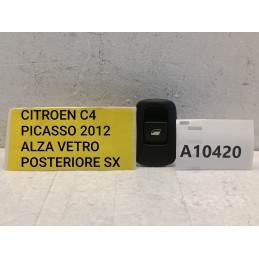 CITROEN C4
PICASSO 2012
ALZA VETRO
POSTERIORE SX
A10420